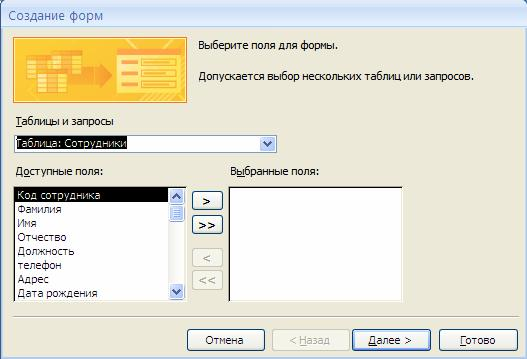 Создание форм
Выберите поля для формы.
Допускается выбор нескольких таблиц или запросов.
Таблицы и запросы
Таблица: Сотрудники
Доступные поля:
Выбранные поля:
Код сотрудника
Фамилия
Имя
Отчество
Должность
телефон
Адрес
Дата рождения
>
>>
<
<<
Отмена
< Назад
Далее >
Готово